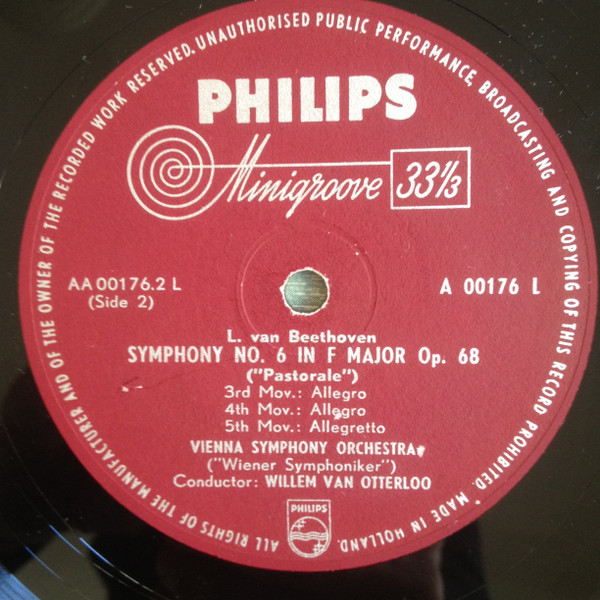 ALL RIGHTS OF THE MANUFACTURER AND OF THE OWNER OF THE RECORDED WORK RESERVED. UNAUTHORISED PUBLIC PERFORMANCE, BROADCASTING AND COPYING OF THIS RECORD PROHIBITED. MADE IN HOLLAND.
PHILIPS
Minigroove 33⅓
AA 00176.2 L
(Side 2)
A 00176 L
L. van Beethoven
SYMPHONY NO. 6 IN F MAJOR Op. 68
("Pastorale")
3rd Mov.: Allegro
4th Mov.: Allegro
5th Mov.: Allegretto
VIENNA SYMPHONY ORCHESTRA
("Wiener Symphoniker")
Conductor: WILLEM VAN OTTERLOO
PHILIPS